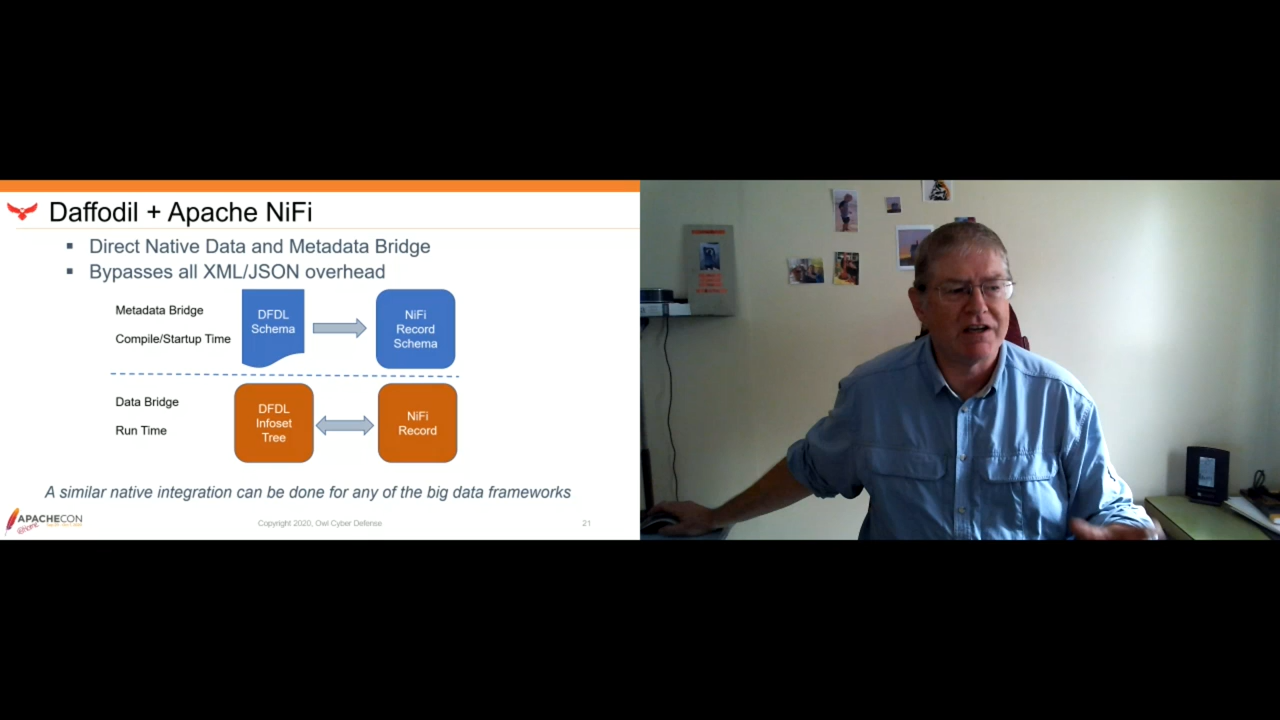 Daffodil + Apache NiFi
▪ Direct Native Data and Metadata Bridge
▪ Bypasses all XML/JSON overhead
Metadata Bridge
Compile/Startup Time
DFDL
Schema
NiFi
Record
Schema
Data Bridge
Run Time
DFDL
Infoset
Tree
NiFi
Record
A similar native integration can be done for any of the big data frameworks
APACHECON
@Home
Copyright 2020, Owl Cyber Defense
21